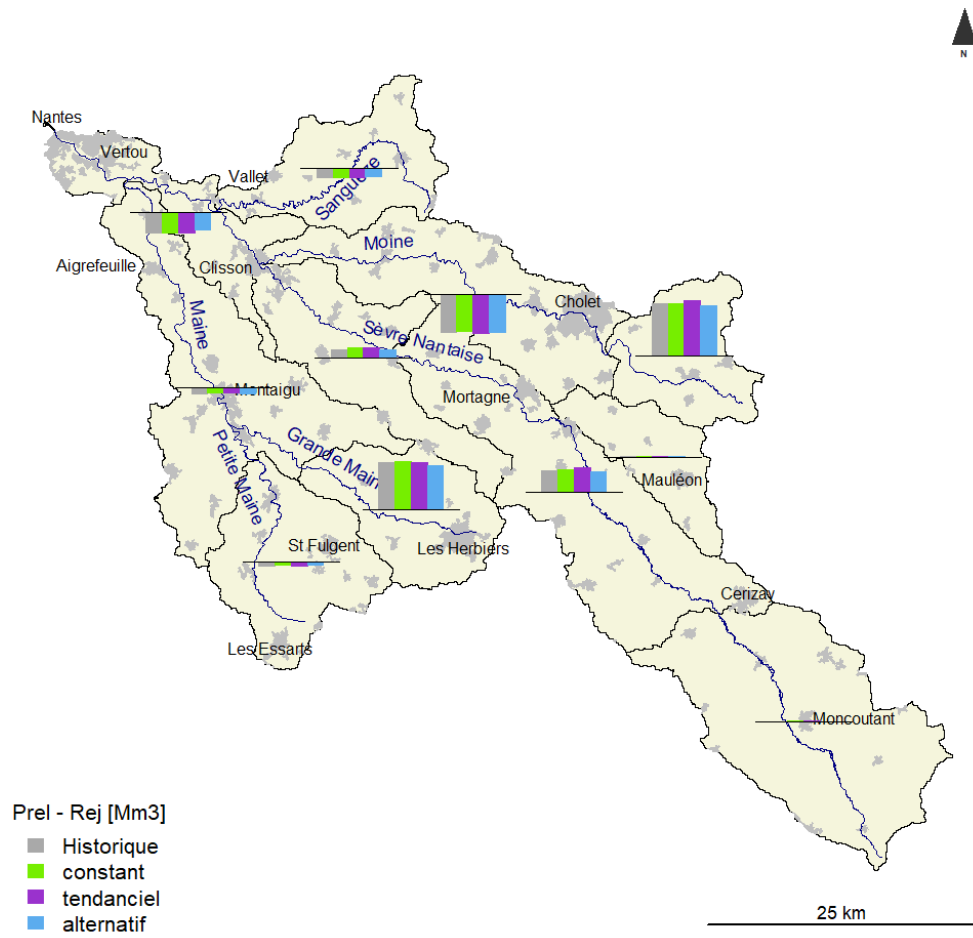 N
Nantes
Vertou
Vallet
Sanguèze
Moine
Aigrefeuille
Clisson
Cholet
Maine
Sèvre Nantaise
Montaigu
Mortagne
Grande Maine
Petite Maine
Mauléon
St Fulgent
Les Herbiers
Cerizay
Les Essarts
Moncoutant
Prel - Rej [Mm3]
Historique
constant
tendanciel
alternatif
25 km